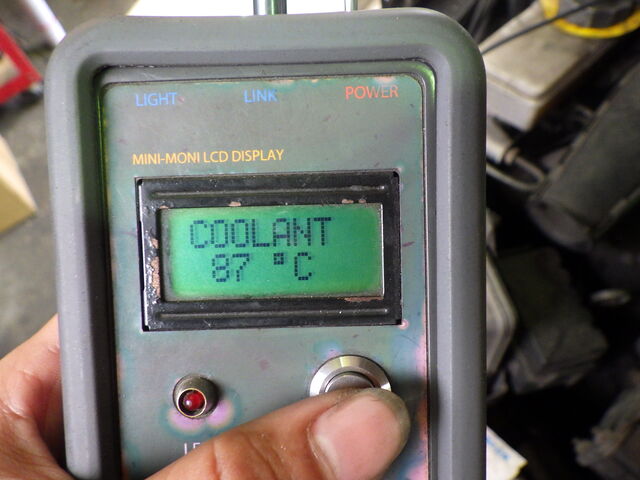 LIGHT LINK POWER
MINI-MONI LCD DISPLAY
COOLANT
87 °C